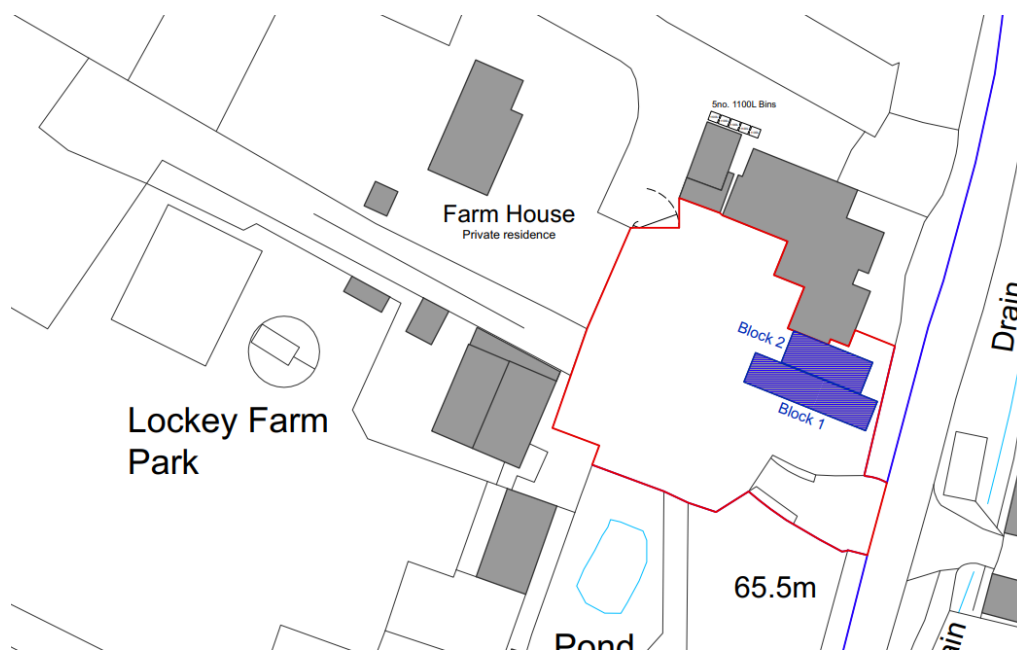 5no. 1100L Bins
Farm House
Private residence
Drain
Block 2
Block 1
Lockey Farm
Park
65.5m
Pond